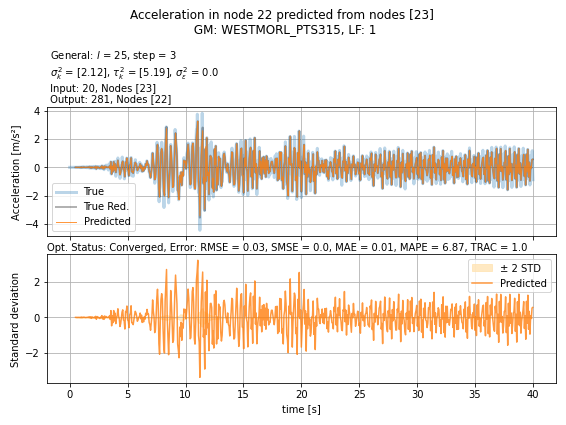 Acceleration in node 22 predicted from nodes [23]
GM: WESTMORL_PTS315, LF: 1
General: l = 25, step = 3
σ²ₖ = [2.12], τ²ₖ = [5.19], σ²ε = 0.0
Input: 20, Nodes [23]
Output: 281, Nodes [22]
Acceleration [m/s²]
4
2
0
−2
−4
True
True Red.
Predicted
Opt. Status: Converged, Error: RMSE = 0.03, SMSE = 0.0, MAE = 0.01, MAPE = 6.87, TRAC = 1.0
Standard deviation
2
0
−2
± 2 STD
Predicted
0 5 10 15 20 25 30 35 40
time [s]